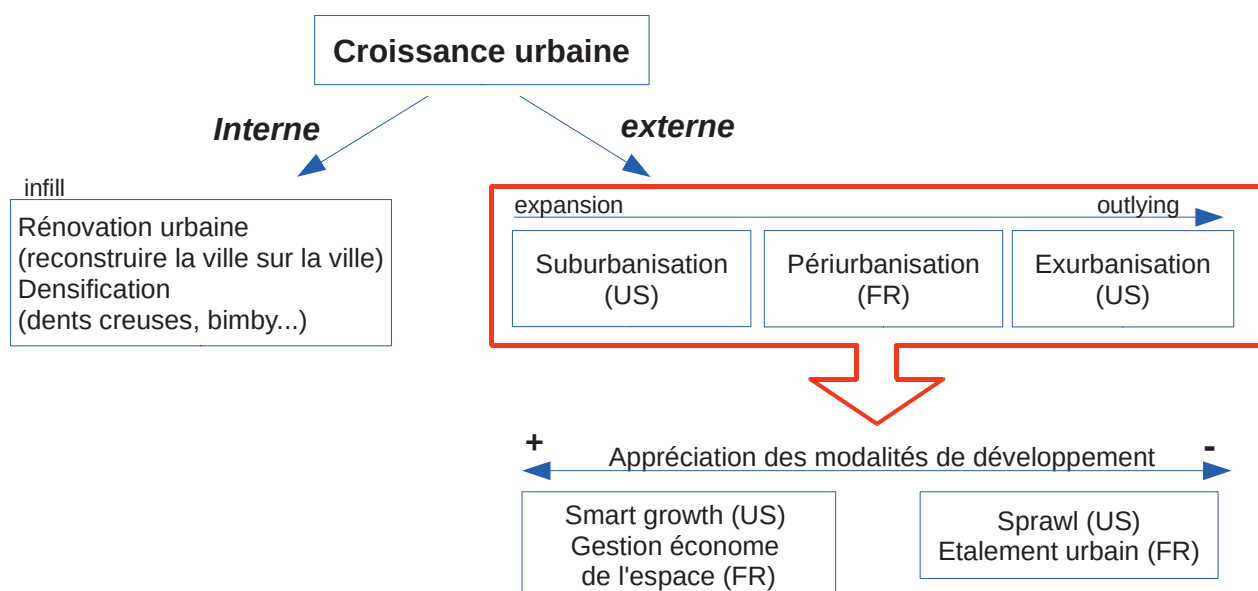 Croissance urbaine
Interne
externe
infill
Rénovation urbaine
(reconstruire la ville sur la ville)
Densification
(dents creuses, bimby...)
expansion
outlying
Suburbanisation
(US)
Périurbanisation
(FR)
Exurbanisation
(US)
+
Appréciation des modalités de développement
-
Smart growth (US)
Gestion économe
de l'espace (FR)
Sprawl (US)
Etalement urbain (FR)